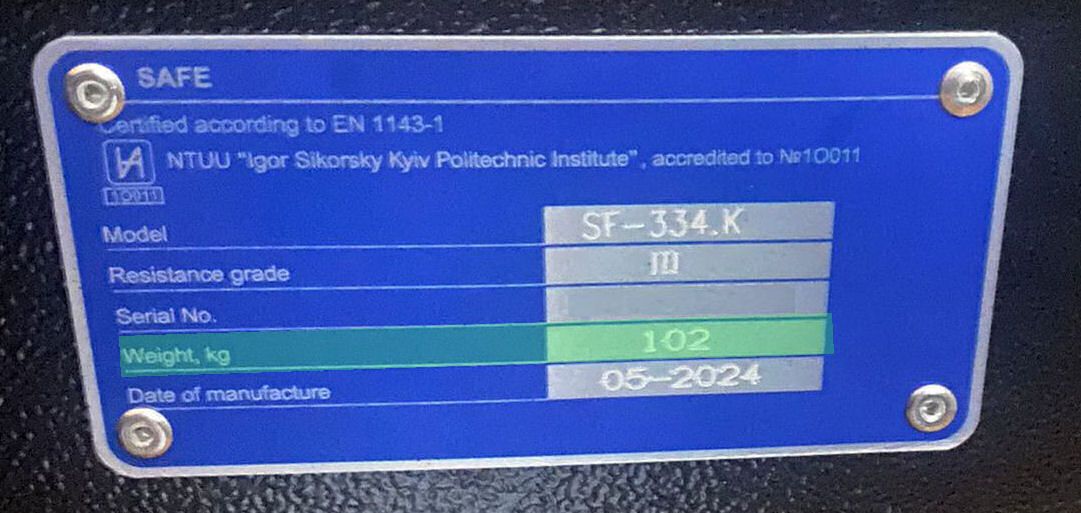 SAFE
Certified according to EN 1143-1
NTUU "Igor Sikorsky Kyiv Politechnic Institute", accredited to №1O011
1O011
Model SF-334.K
Resistance grade III
Serial No.
Weight, kg 102
Date of manufacture 05-2024